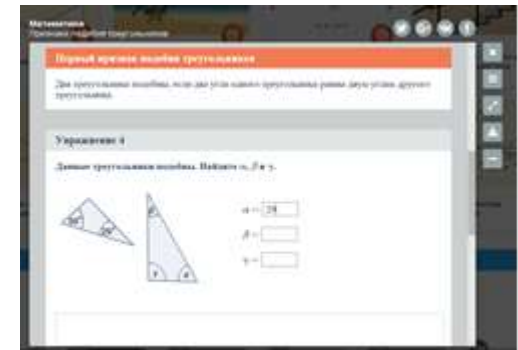 Математика
Признаки подобия треугольников
Первый признак подобия треугольников
Два треугольника подобны, если два угла одного треугольника равны двум углам другого
треугольника.
Упражнение 4
Данные треугольники подобны. Найдите α, β и γ.
α =
β =
γ =
β
γ
α